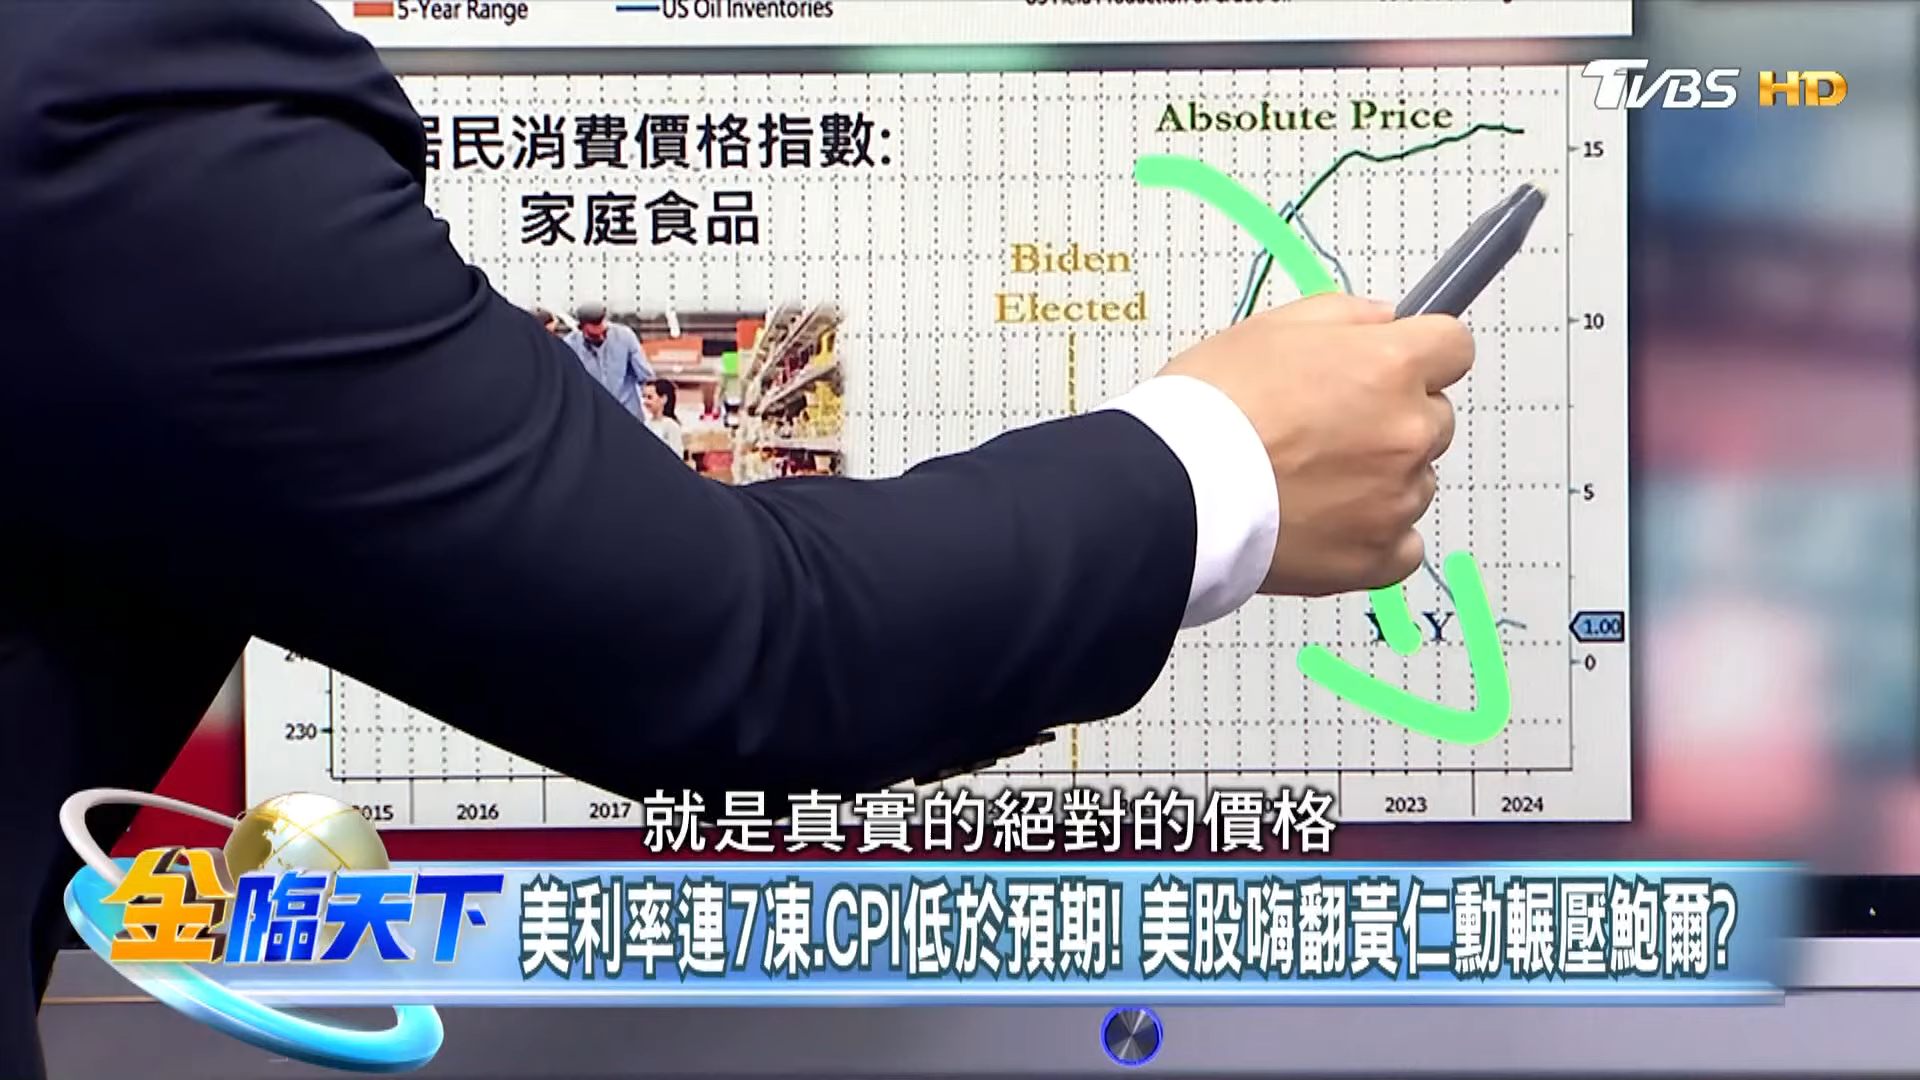 5-Year Range
US Oil Inventories
TVBS HD
居民消費價格指數:
家庭食品
Absolute Price
15
Biden
Elected
10
5
YoY
1.00
0
230
2015
2016
2017
2023
2024
就是真實的絕對的價格
金臨天下
美利率連7凍.CPI低於預期! 美股嗨翻黃仁勳輾壓鮑爾?